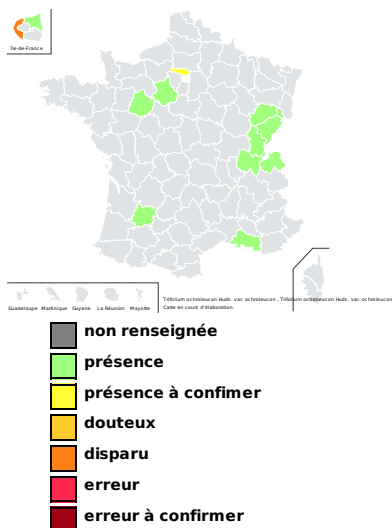 Île-de-France
Guadeloupe Martinique Guyane La Réunion Mayotte
Trifolium ochroleucon Huds. var. ochroleucon , Trifolium ochroleucon Huds. var. ochroleucon
Carte en cours d'élaboration.
non renseignée
présence
présence à confimer
douteux
disparu
erreur
erreur à confirmer